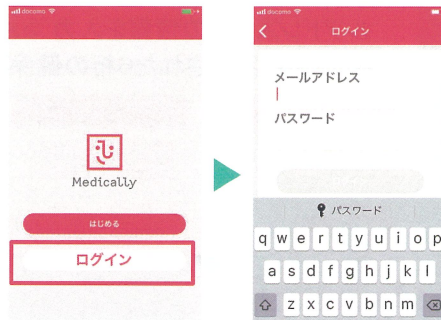 docomo
Medically
はじめる
ログイン
docomo
ログイン
メールアドレス
パスワード
パスワード
q w e r t y u i o p
a s d f g h j k l
z x c v b n m